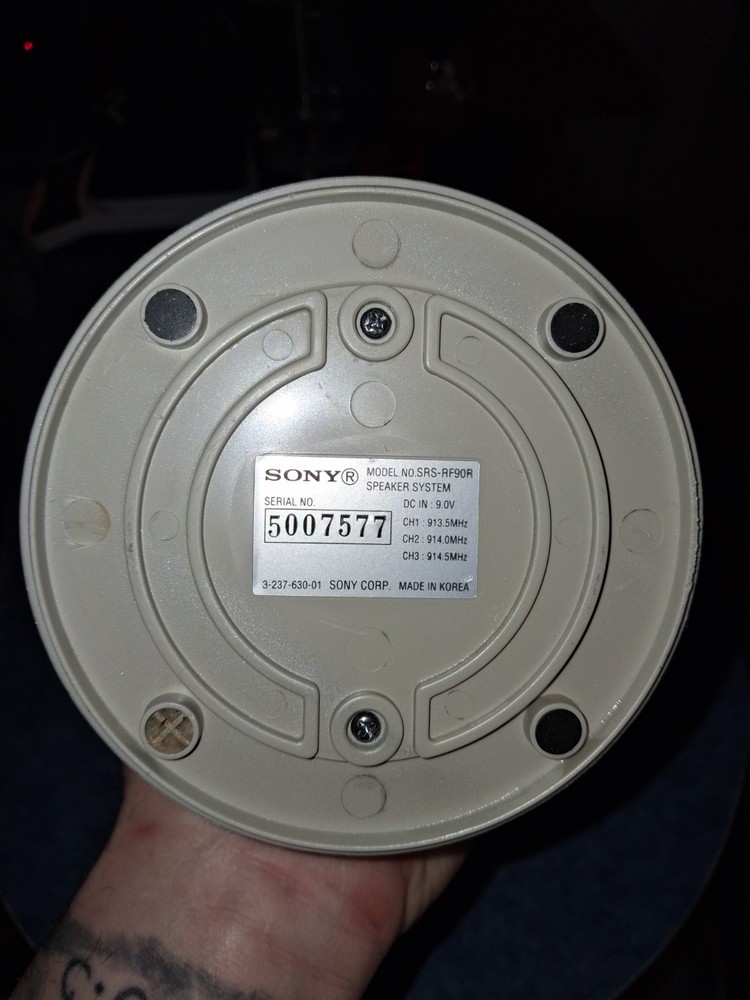 SONY® MODEL NO.SRS-RF90R
SPEAKER SYSTEM
SERIAL NO. DC IN : 9.0V
5007577
CH1 : 913.5MHz
CH2 : 914.0MHz
CH3 : 914.5MHz
3-237-630-01 SONY CORP. MADE IN KOREA